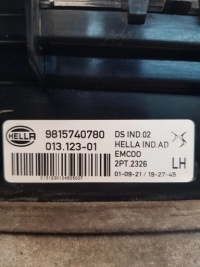 HELLA
9815740780
013.123-01
DS IND.02
HELLA IND.AD
EMCOO
2PT.2326
01-09-21 / 19-27-45
LH